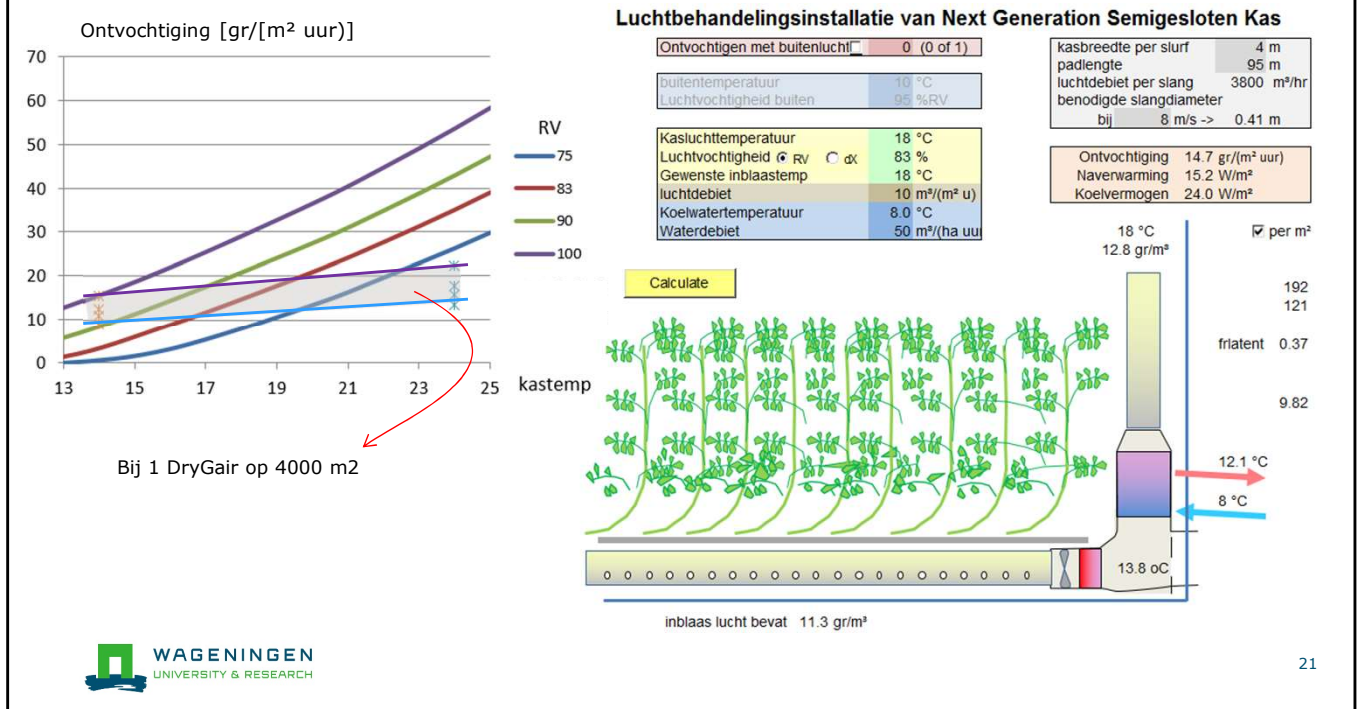 Luchtbehandelingsinstallatie van Next Generation Semigesloten Kas
Ontvochtiging [gr/[m² uur)]
70
60
50
40
30
20
10
0
13 15 17 19 21 23 25
kastemp
RV
75
83
90
100
Bij 1 DryGair op 4000 m2
Ontvochtigen met buitenlucht 0 (0 of 1)
buitentemperatuur 10 °C
Luchtvochtigheid buiten 95 %RV
Kasluchttemperatuur 18 °C
Luchtvochtigheid RV dX 83 %
Gewenste inblaastemp 18 °C
luchtdebiet 10 m³/(m² u)
Koelwatertemperatuur 8.0 °C
Waterdebiet 50 m³/(ha uur
Calculate
kasbreedte per slurf 4 m
padlengte 95 m
luchtdebiet per slang 3800 m³/hr
benodigde slangdiameter
bij 8 m/s -> 0.41 m
Ontvochtiging 14.7 gr/(m² uur)
Naverwarming 15.2 W/m²
Koelvermogen 24.0 W/m²
18 °C
12.8 gr/m³
per m²
192
121
frlatent 0.37
9.82
12.1 °C
8 °C
13.8 oC
inblaas lucht bevat 11.3 gr/m³
WAGENINGEN
UNIVERSITY & RESEARCH
21